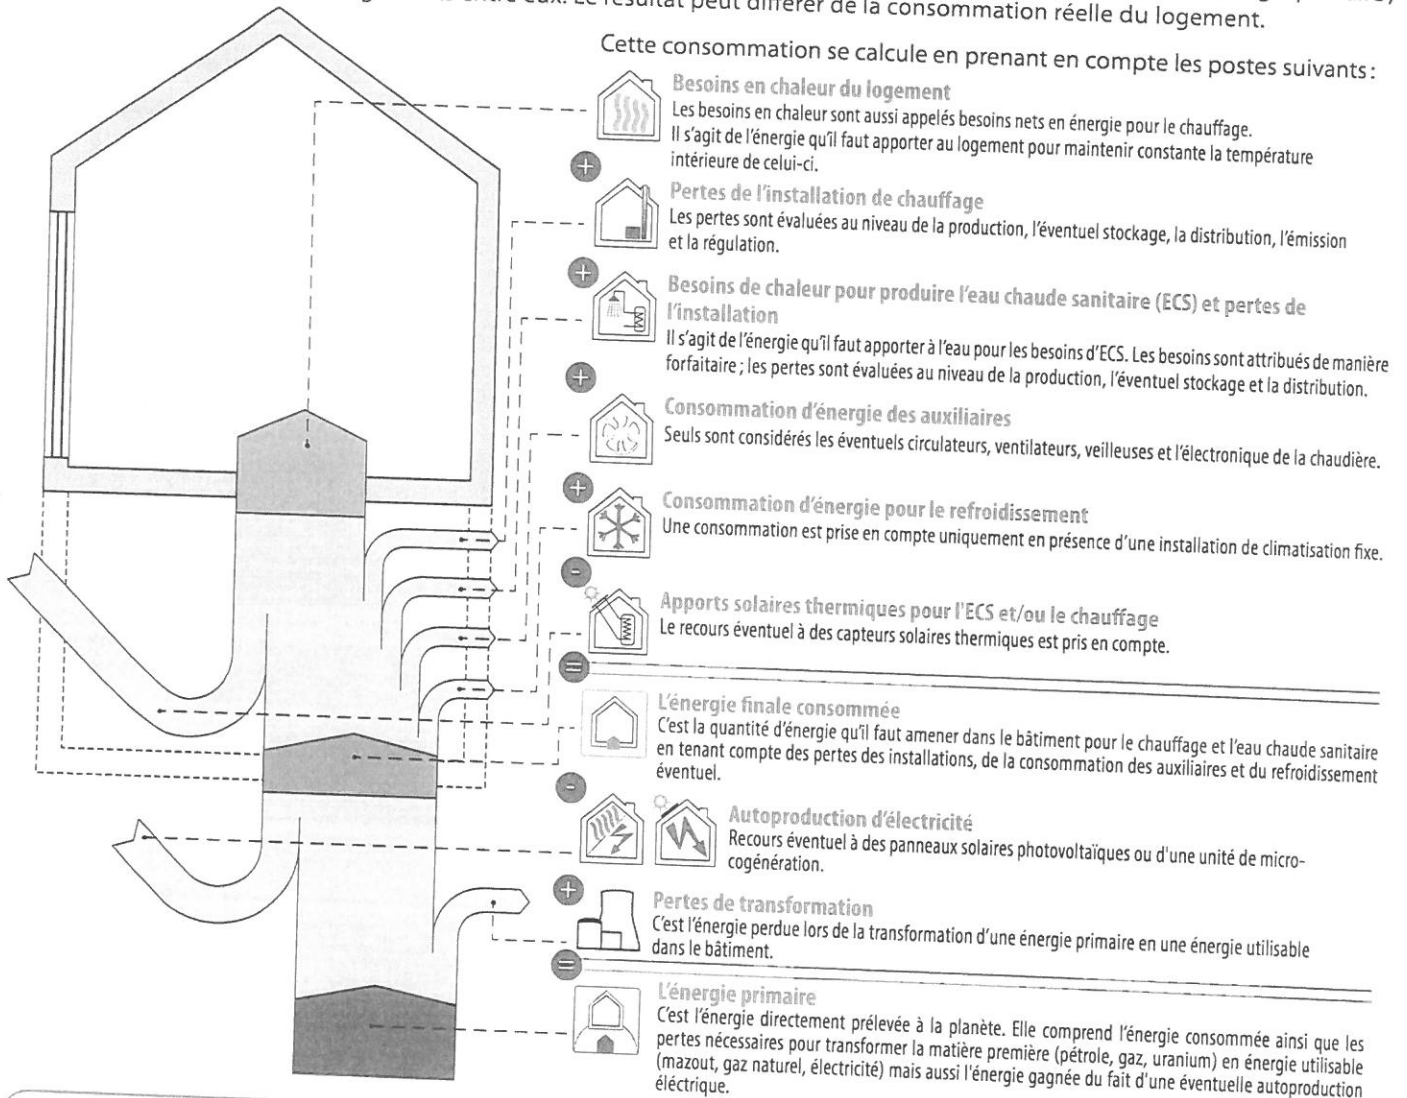 entre eux. Le résultat peut différer de la consommation réelle du logement.
Cette consommation se calcule en prenant en compte les postes suivants :
Besoins en chaleur du logement
Les besoins en chaleur sont aussi appelés besoins nets en énergie pour le chauffage.
Il s'agit de l'énergie qu'il faut apporter au logement pour maintenir constante la température
intérieure de celui-ci.
+
Pertes de l'installation de chauffage
Les pertes sont évaluées au niveau de la production, l'éventuel stockage, la distribution, l'émission
et la régulation.
+
Besoins de chaleur pour produire l'eau chaude sanitaire (ECS) et pertes de
l'installation
Il s'agit de l'énergie qu'il faut apporter à l'eau pour les besoins d'ECS. Les besoins sont attribués de manière
forfaitaire ; les pertes sont évaluées au niveau de la production, l'éventuel stockage et la distribution.
+
Consommation d'énergie des auxiliaires
Seuls sont considérés les éventuels circulateurs, ventilateurs, veilleuses et l'électronique de la chaudière.
+
Consommation d'énergie pour le refroidissement
Une consommation est prise en compte uniquement en présence d'une installation de climatisation fixe.
-
Apports solaires thermiques pour l'ECS et/ou le chauffage
Le recours éventuel à des capteurs solaires thermiques est pris en compte.
=
L'énergie finale consommée
C'est la quantité d'énergie qu'il faut amener dans le bâtiment pour le chauffage et l'eau chaude sanitaire
en tenant compte des pertes des installations, de la consommation des auxiliaires et du refroidissement
éventuel.
-
Autoproduction d'électricité
Recours éventuel à des panneaux solaires photovoltaïques ou d'une unité de micro-
cogénération.
+
Pertes de transformation
C'est l'énergie perdue lors de la transformation d'une énergie primaire en une énergie utilisable
dans le bâtiment.
=
L'énergie primaire
C'est l'énergie directement prélevée à la planète. Elle comprend l'énergie consommée ainsi que les
pertes nécessaires pour transformer la matière première (pétrole, gaz, uranium) en énergie utilisable
(mazout, gaz naturel, électricité) mais aussi l'énergie gagnée du fait d'une éventuelle autoproduction
éléctrique.